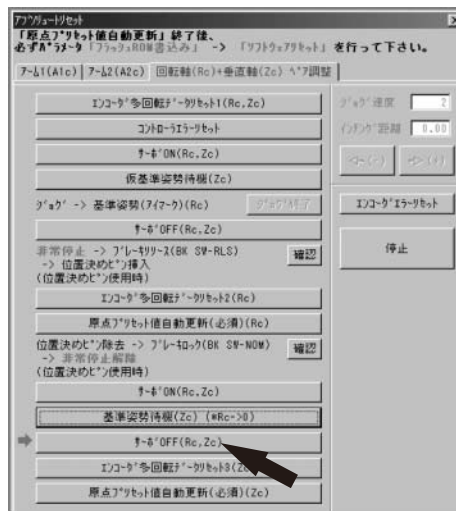 アブソリュートリセット
「原点プリセット値自動更新」終了後、
必ずパラメータ「フラッシュROM書込み」 -> 「ソフトウェアリセット」 を行って下さい。
アーム1(A1c)
アーム2(A2c)
回転軸(Rc)+垂直軸(Zc) ペア調整
エンコーダ多回転データリセット1(Rc,Zc)
コントローラエラーリセット
サーボON(Rc,Zc)
仮基準姿勢待機(Zc)
ジョグ -> 基準姿勢(アイマーク)(Rc)
ジョグ終了
サーボOFF(Rc,Zc)
非常停止 -> ブレーキリリース(BK SW-RLS)
-> 位置決めピン挿入
(位置決めピン使用時)
確認
エンコーダ多回転データリセット2(Rc)
原点プリセット値自動更新(必須)(Rc)
位置決めピン除去 -> ブレーキロック(BK SW-NOM)
-> 非常停止解除
(位置決めピン使用時)
確認
サーボON(Rc,Zc)
基準姿勢待機(Zc) (※Rc->0)
サーボOFF(Rc,Zc)
エンコーダ多回転データリセット3(Zc)
原点プリセット値自動更新(必須)(Zc)
ジョグ速度 2
インチング距離 0.00
<-(-)
->(+)
エンコーダエラーリセット
停止